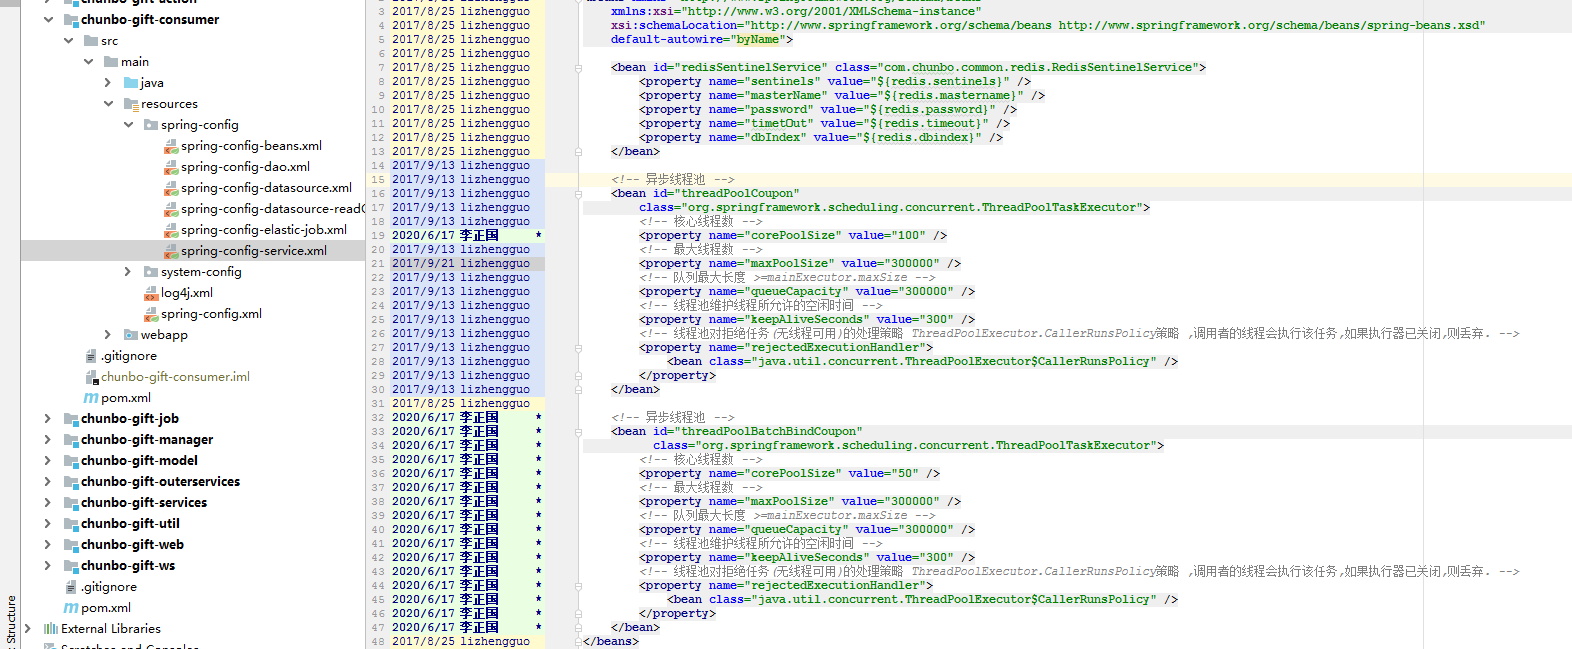 chunbo-gift-consumer
src
main
java
resources
spring-config
spring-config-beans.xml
spring-config-dao.xml
spring-config-datasource.xml
spring-config-datasource-read
spring-config-elastic-job.xml
spring-config-service.xml
system-config
log4j.xml
spring-config.xml
webapp
.gitignore
chunbo-gift-consumer.iml
pom.xml
chunbo-gift-job
chunbo-gift-manager
chunbo-gift-model
chunbo-gift-outerservices
chunbo-gift-services
chunbo-gift-util
chunbo-gift-web
chunbo-gift-ws
.gitignore
pom.xml
External Libraries
Structure
3 2017/8/25 lizhengguo xmlns:xsi="http://www.w3.org/2001/XMLSchema-instance"
4 2017/8/25 lizhengguo xsi:schemaLocation="http://www.springframework.org/schema/beans http://www.springframework.org/schema/beans/spring-beans.xsd"
5 2017/8/25 lizhengguo default-autowire="byName">
6 2017/8/25 lizhengguo
7 2017/8/25 lizhengguo <bean id="redisSentinelService" class="com.chunbo.common.redis.RedisSentinelService">
8 2017/8/25 lizhengguo <property name="sentinels" value="${redis.sentinels}" />
9 2017/8/25 lizhengguo <property name="masterName" value="${redis.mastername}" />
10 2017/8/25 lizhengguo <property name="password" value="${redis.password}" />
11 2017/8/25 lizhengguo <property name="timetOut" value="${redis.timeout}" />
12 2017/8/25 lizhengguo <property name="dbIndex" value="${redis.dbindex}" />
13 2017/8/25 lizhengguo </bean>
14 2017/9/13 lizhengguo
15 2017/9/13 lizhengguo <!-- 异步线程池 -->
16 2017/9/13 lizhengguo <bean id="threadPoolCoupon"
17 2017/9/13 lizhengguo class="org.springframework.scheduling.concurrent.ThreadPoolTaskExecutor">
18 2017/9/13 lizhengguo <!-- 核心线程数 -->
19 2020/6/17 李正国 * <property name="corePoolSize" value="100" />
20 2017/9/13 lizhengguo <!-- 最大线程数 -->
21 2017/9/21 lizhengguo <property name="maxPoolSize" value="300000" />
22 2017/9/13 lizhengguo <!-- 队列最大长度 >=mainExecutor.maxSize -->
23 2017/9/13 lizhengguo <property name="queueCapacity" value="300000" />
24 2017/9/13 lizhengguo <!-- 线程池维护线程所允许的空闲时间 -->
25 2017/9/13 lizhengguo <property name="keepAliveSeconds" value="300" />
26 2017/9/13 lizhengguo <!-- 线程池对拒绝任务(无线程可用)的处理策略 ThreadPoolExecutor.CallerRunsPolicy策略 ,调用者的线程会执行该任务,如果执行器已关闭,则丢弃. -->
27 2017/9/13 lizhengguo <property name="rejectedExecutionHandler">
28 2017/9/13 lizhengguo <bean class="java.util.concurrent.ThreadPoolExecutor$CallerRunsPolicy" />
29 2017/9/13 lizhengguo </property>
30 2017/9/13 lizhengguo </bean>
31 2017/8/25 lizhengguo
32 2020/6/17 李正国 * <!-- 异步线程池 -->
33 2020/6/17 李正国 * <bean id="threadPoolBatchBindCoupon"
34 2020/6/17 李正国 * class="org.springframework.scheduling.concurrent.ThreadPoolTaskExecutor">
35 2020/6/17 李正国 * <!-- 核心线程数 -->
36 2020/6/17 李正国 * <property name="corePoolSize" value="50" />
37 2020/6/17 李正国 * <!-- 最大线程数 -->
38 2020/6/17 李正国 * <property name="maxPoolSize" value="300000" />
39 2020/6/17 李正国 * <!-- 队列最大长度 >=mainExecutor.maxSize -->
40 2020/6/17 李正国 * <property name="queueCapacity" value="300000" />
41 2020/6/17 李正国 * <!-- 线程池维护线程所允许的空闲时间 -->
42 2020/6/17 李正国 * <property name="keepAliveSeconds" value="300" />
43 2020/6/17 李正国 * <!-- 线程池对拒绝任务(无线程可用)的处理策略 ThreadPoolExecutor.CallerRunsPolicy策略 ,调用者的线程会执行该任务,如果执行器已关闭,则丢弃. -->
44 2020/6/17 李正国 * <property name="rejectedExecutionHandler">
45 2020/6/17 李正国 * <bean class="java.util.concurrent.ThreadPoolExecutor$CallerRunsPolicy" />
46 2020/6/17 李正国 * </property>
47 2020/6/17 李正国 * </bean>
48 2017/8/25 lizhengguo </beans>